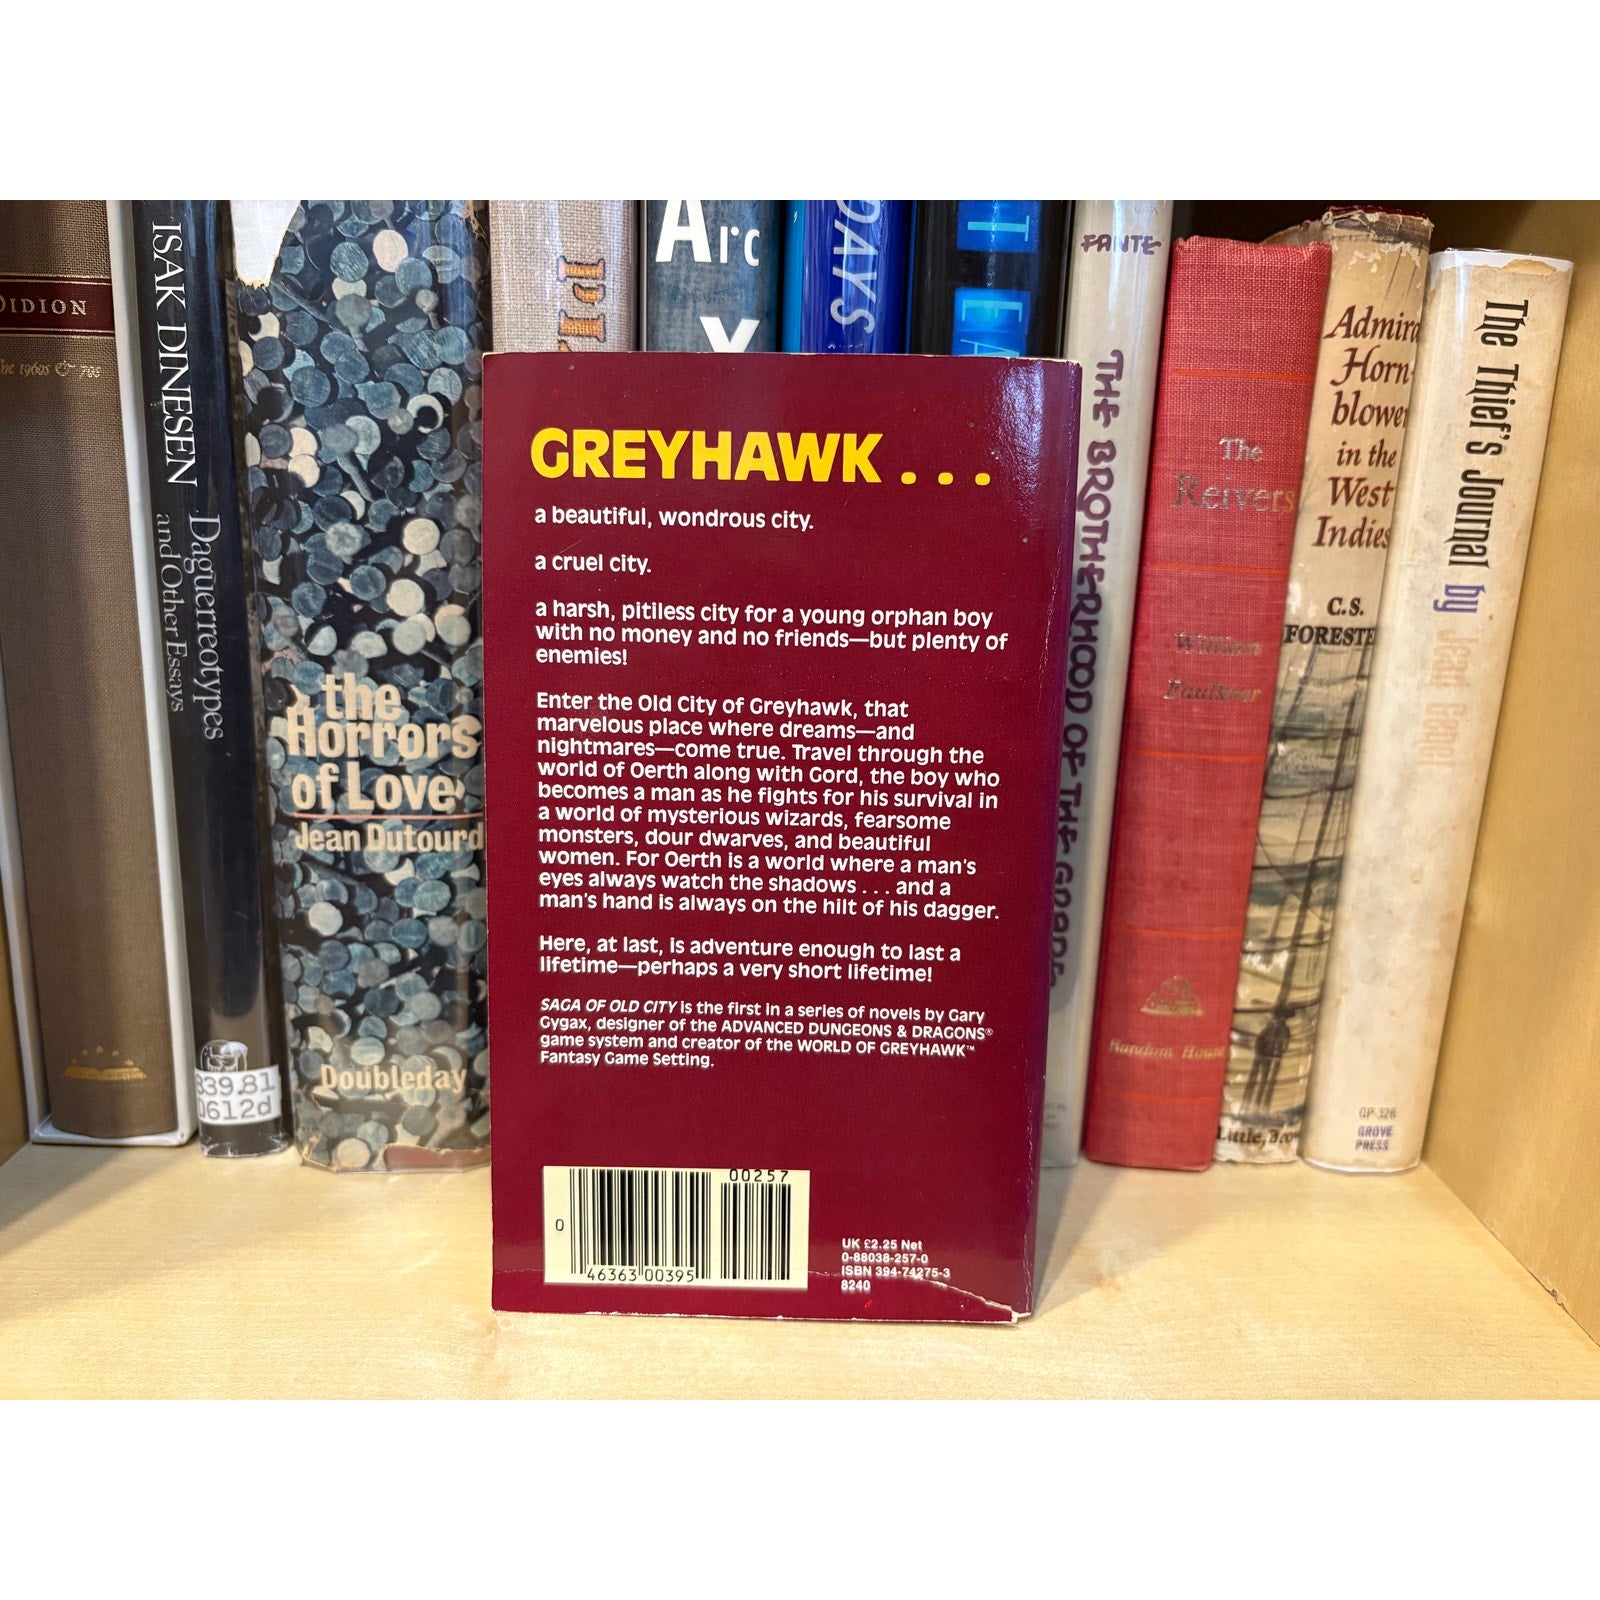 DIDION
The 1960s & 70s
ISAK DINESEN
Daguerreotypes
and Other Essays
839.81
D612d
the
Horrors
of Love
Jean Dutourd
Doubleday
Arc
DAYS
FANTE
THE BROTHERHOOD OF THE GRAPE
The
Reivers
William
Faulkner
Random House
Admiral
Horn-
blower
in the
West
Indies
C.S.
FORESTE
Little, Bro
The Thief's Journal by Jean Genet
GP-326
GROVE
PRESS
GREYHAWK . . .
a beautiful, wondrous city.
a cruel city.
a harsh, pitiless city for a young orphan boy
with no money and no friends—but plenty of
enemies!
Enter the Old City of Greyhawk, that
marvelous place where dreams—and
nightmares—come true. Travel through the
world of Oerth along with Gord, the boy who
becomes a man as he fights for his survival in
a world of mysterious wizards, fearsome
monsters, dour dwarves, and beautiful
women. For Oerth is a world where a man's
eyes always watch the shadows . . . and a
man's hand is always on the hilt of his dagger.
Here, at last, is adventure enough to last a
lifetime—perhaps a very short lifetime!
SAGA OF OLD CITY is the first in a series of novels by Gary
Gygax, designer of the ADVANCED DUNGEONS & DRAGONS®
game system and creator of the WORLD OF GREYHAWK™
Fantasy Game Setting.
00257
0
46363 00395
UK £2.25 Net
0-88038-257-0
ISBN 394-74275-3
8240